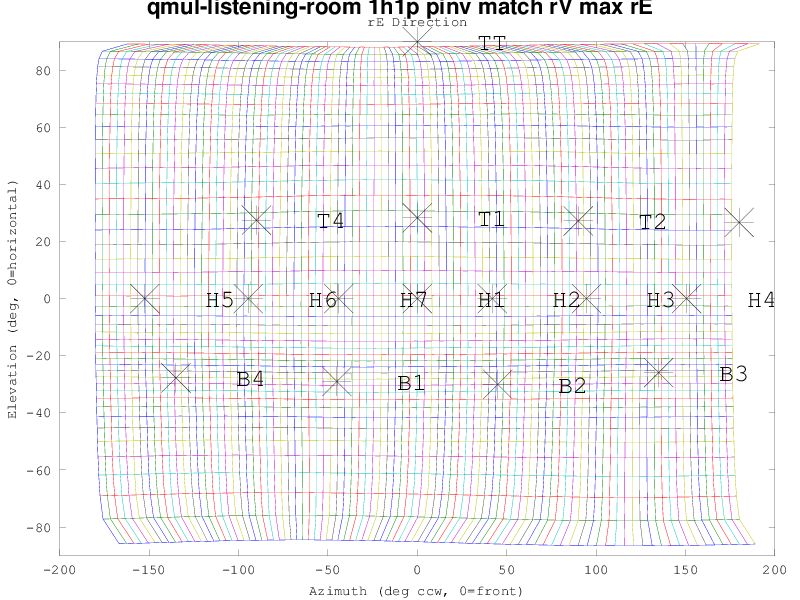 qmul-listening-room 1h1p pinv match rV max rE
rE Direction
TT
80
60
40
T4 T1 T2
20
0
H5 H6 H7 H1 H2 H3 H4
-20
B4 B1 B2 B3
-40
-60
-80
-200 -150 -100 -50 0 50 100 150 200
Azimuth (deg ccw, 0=front)
Elevation (deg, 0=horizontal)